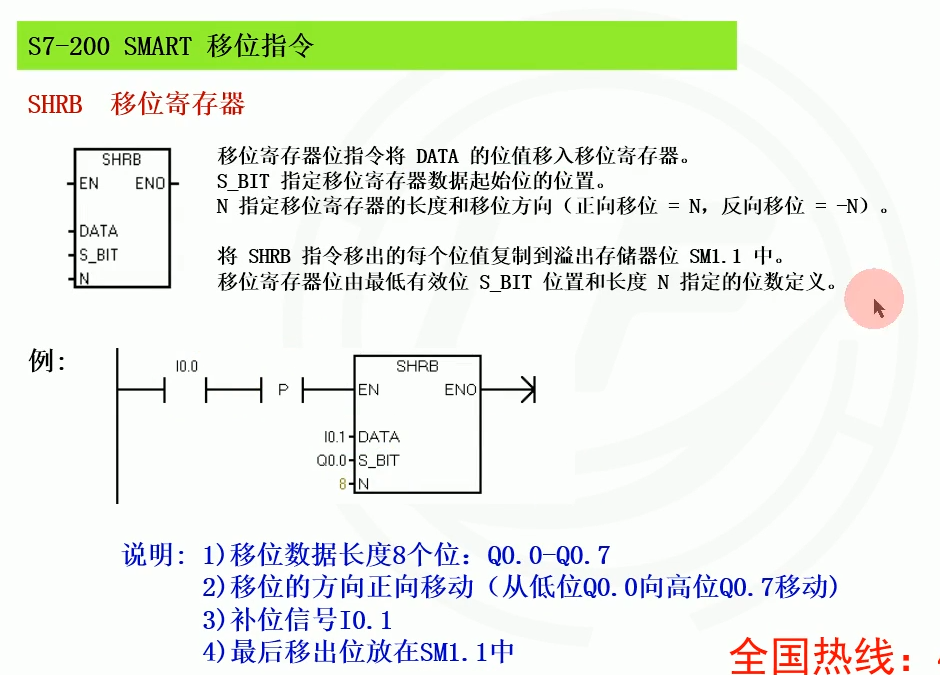 S7-200 SMART 移位指令
SHRB 移位寄存器
SHRB
EN ENO
DATA
S_BIT
N
移位寄存器位指令将 DATA 的位值移入移位寄存器。
S_BIT 指定移位寄存器数据起始位的位置。
N 指定移位寄存器的长度和移位方向（正向移位 = N，反向移位 = -N）。
将 SHRB 指令移出的每个位值复制到溢出存储器位 SM1.1 中。
移位寄存器位由最低有效位 S_BIT 位置和长度 N 指定的位数定义。
例:
I0.0
P
SHRB
EN ENO
I0.1 DATA
Q0.0 S_BIT
8 N
说明: 1)移位数据长度8个位：Q0.0-Q0.7
2)移位的方向正向移动（从低位Q0.0向高位Q0.7移动)
3)补位信号I0.1
4)最后移出位放在SM1.1中
全国热线：